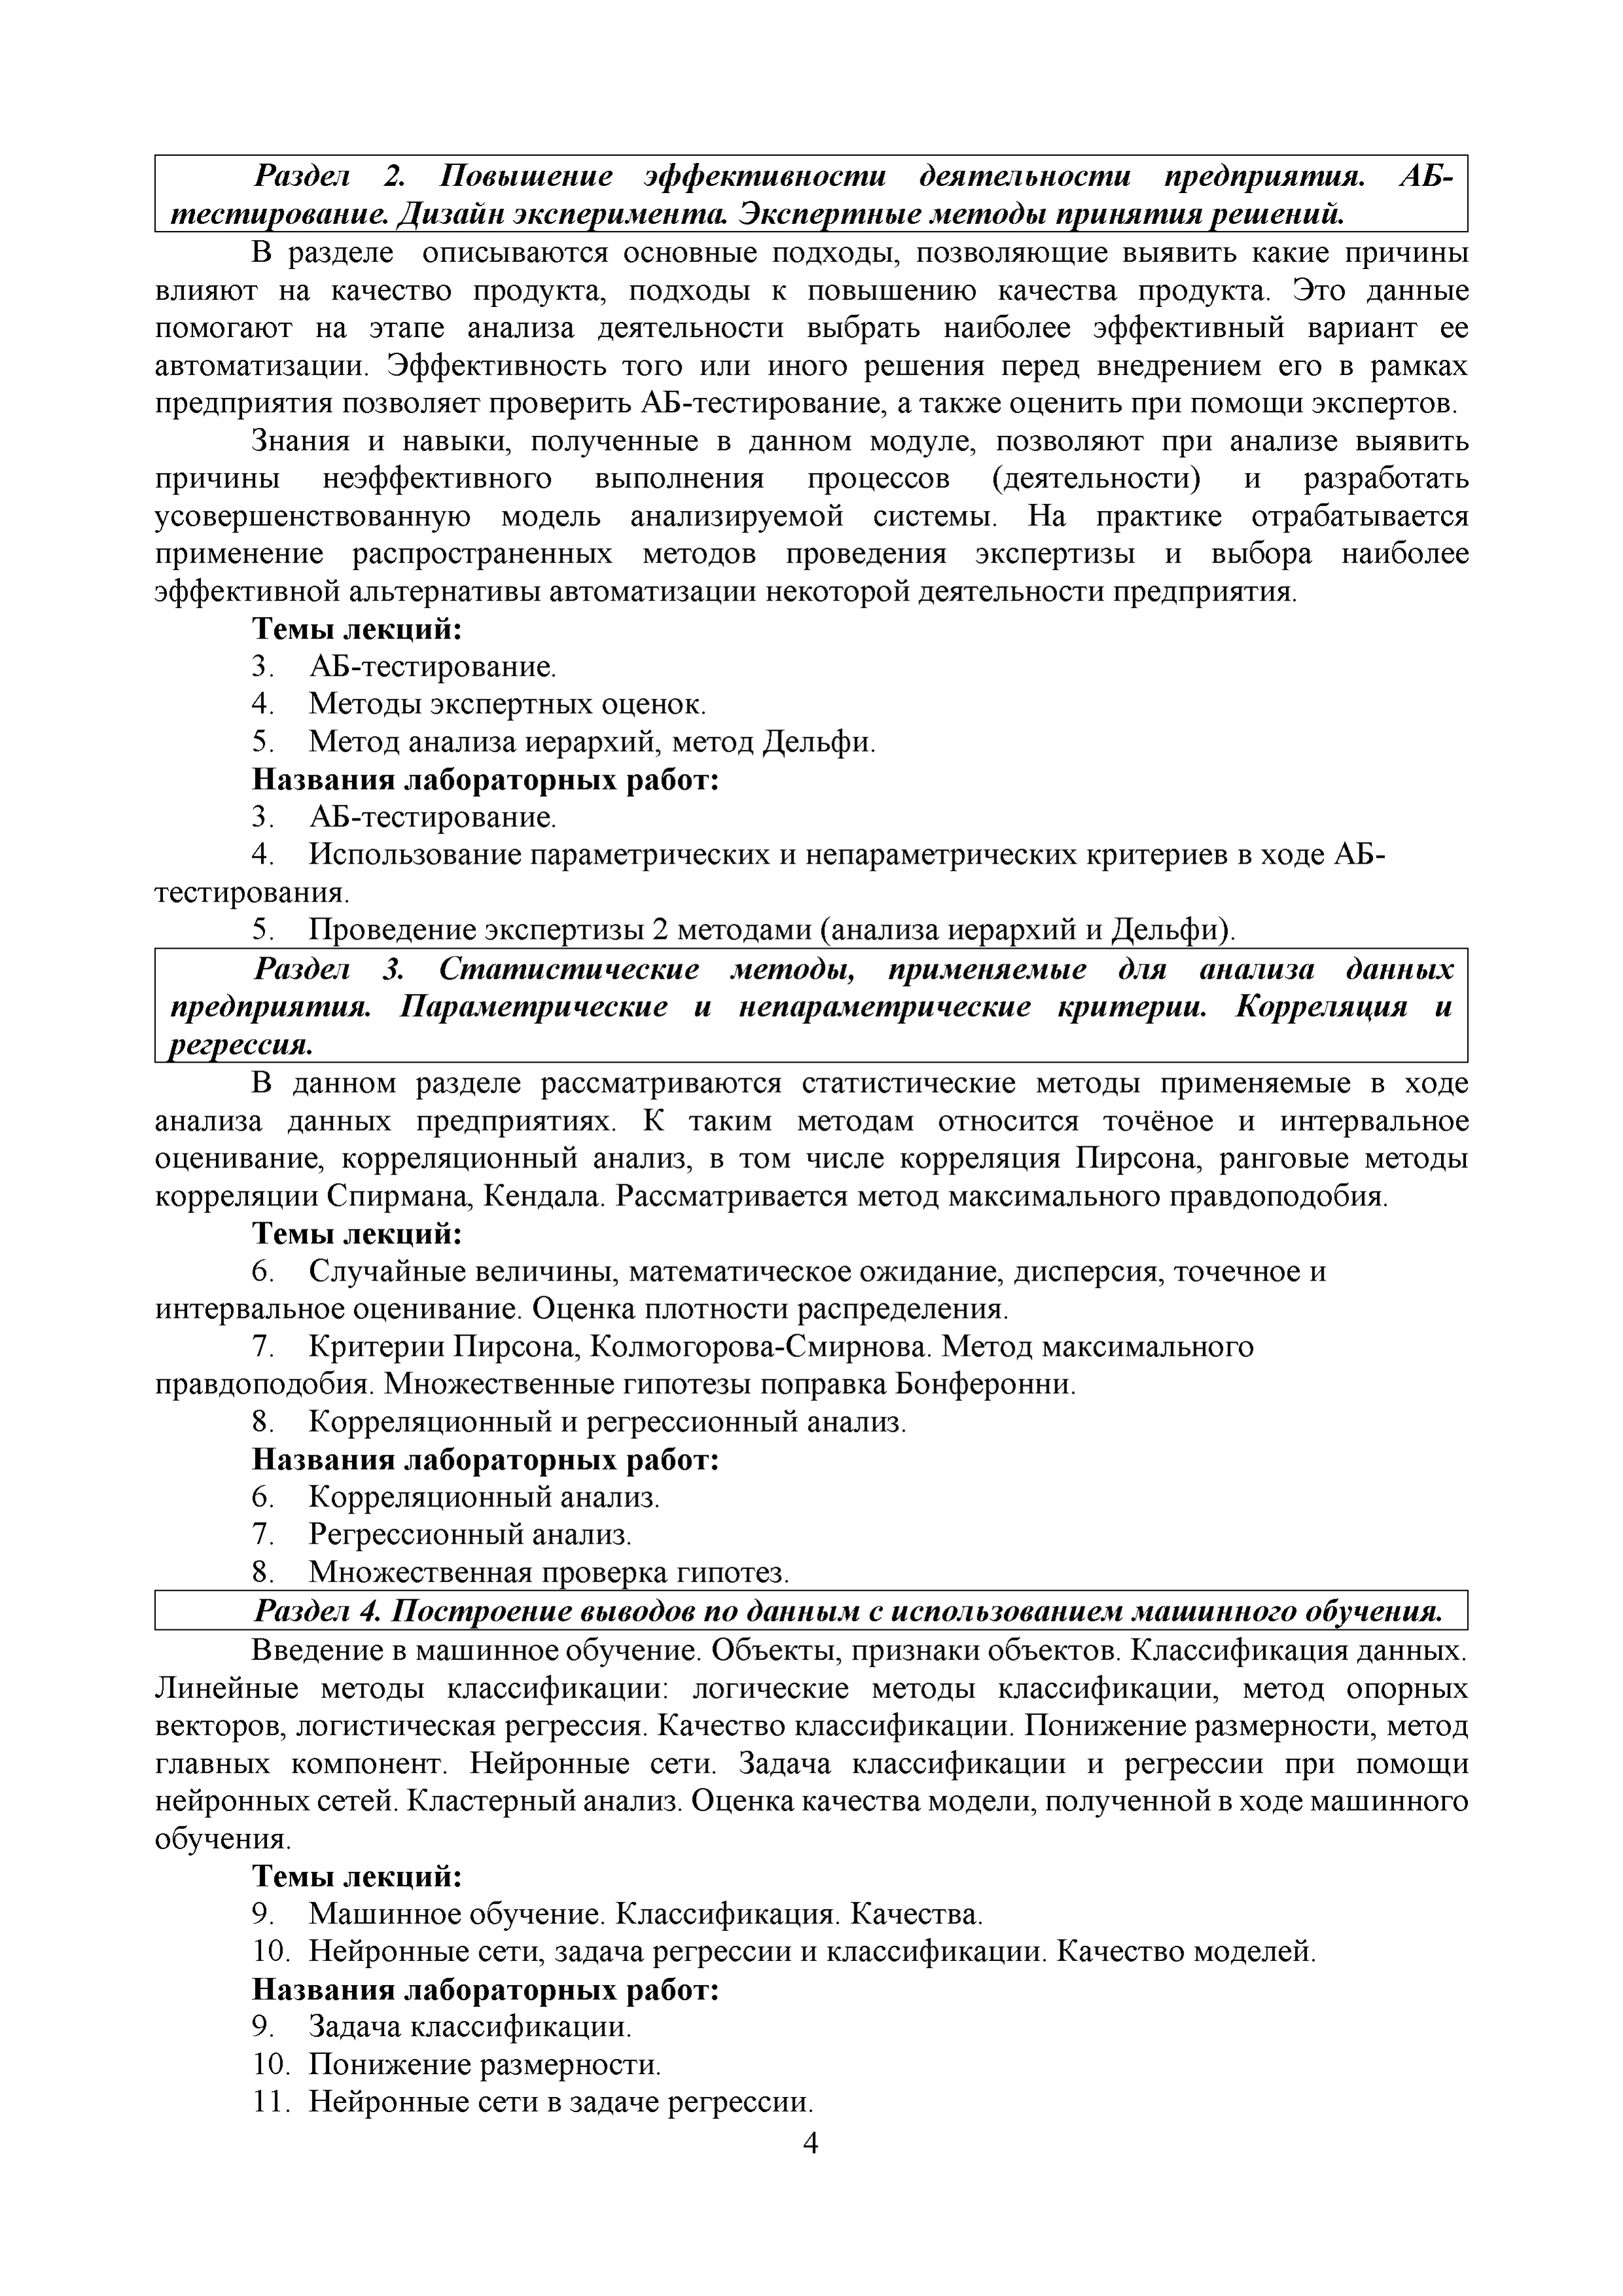 Раздел 2. Повышение эффективности деятельности предприятия. АБ-
тестирование. Дизайн эксперимента. Экспертные методы принятия решений.
В разделе описываются основные подходы, позволяющие выявить какие причины
влияют на качество продукта, подходы к повышению качества продукта. Это данные
помогают на этапе анализа деятельности выбрать наиболее эффективный вариант ее
автоматизации. Эффективность того или иного решения перед внедрением его в рамках
предприятия позволяет проверить АБ-тестирование, а также оценить при помощи экспертов.
Знания и навыки, полученные в данном модуле, позволяют при анализе выявить
причины неэффективного выполнения процессов (деятельности) и разработать
усовершенствованную модель анализируемой системы. На практике отрабатывается
применение распространенных методов проведения экспертизы и выбора наиболее
эффективной альтернативы автоматизации некоторой деятельности предприятия.
Темы лекций:
3. АБ-тестирование.
4. Методы экспертных оценок.
5. Метод анализа иерархий, метод Дельфи.
Названия лабораторных работ:
3. АБ-тестирование.
4. Использование параметрических и непараметрических критериев в ходе АБ-
тестирования.
5. Проведение экспертизы 2 методами (анализа иерархий и Дельфи).
Раздел 3. Статистические методы, применяемые для анализа данных
предприятия. Параметрические и непараметрические критерии. Корреляция и
регрессия.
В данном разделе рассматриваются статистические методы применяемые в ходе
анализа данных предприятиях. К таким методам относится точёное и интервальное
оценивание, корреляционный анализ, в том числе корреляция Пирсона, ранговые методы
корреляции Спирмана, Кендала. Рассматривается метод максимального правдоподобия.
Темы лекций:
6. Случайные величины, математическое ожидание, дисперсия, точечное и
интервальное оценивание. Оценка плотности распределения.
7. Критерии Пирсона, Колмогорова-Смирнова. Метод максимального
правдоподобия. Множественные гипотезы поправка Бонферонни.
8. Корреляционный и регрессионный анализ.
Названия лабораторных работ:
6. Корреляционный анализ.
7. Регрессионный анализ.
8. Множественная проверка гипотез.
Раздел 4. Построение выводов по данным с использованием машинного обучения.
Введение в машинное обучение. Объекты, признаки объектов. Классификация данных.
Линейные методы классификации: логические методы классификации, метод опорных
векторов, логистическая регрессия. Качество классификации. Понижение размерности, метод
главных компонент. Нейронные сети. Задача классификации и регрессии при помощи
нейронных сетей. Кластерный анализ. Оценка качества модели, полученной в ходе машинного
обучения.
Темы лекций:
9. Машинное обучение. Классификация. Качества.
10. Нейронные сети, задача регрессии и классификации. Качество моделей.
Названия лабораторных работ:
9. Задача классификации.
10. Понижение размерности.
11. Нейронные сети в задаче регрессии.
4